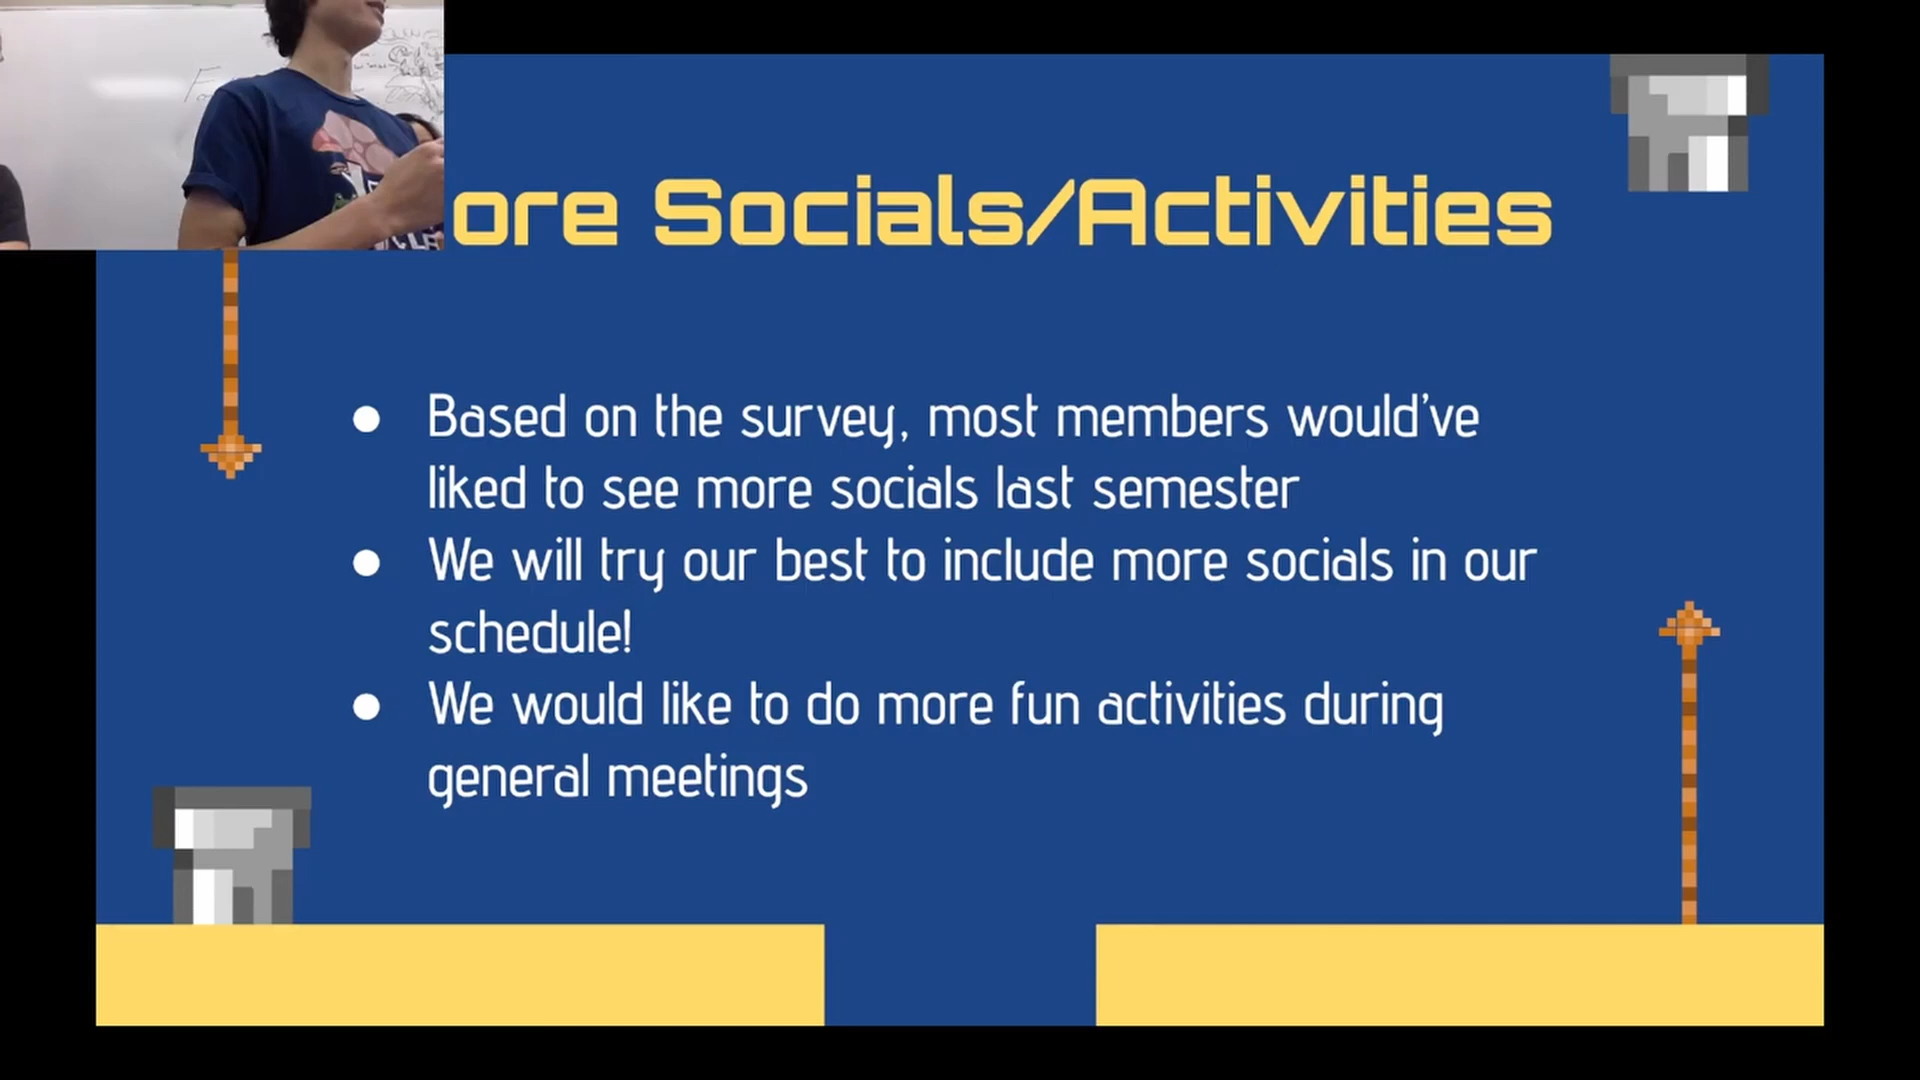 ore Socials/Activities
● Based on the survey, most members would've
liked to see more socials last semester
● We will try our best to include more socials in our
schedule!
● We would like to do more fun activities during
general meetings